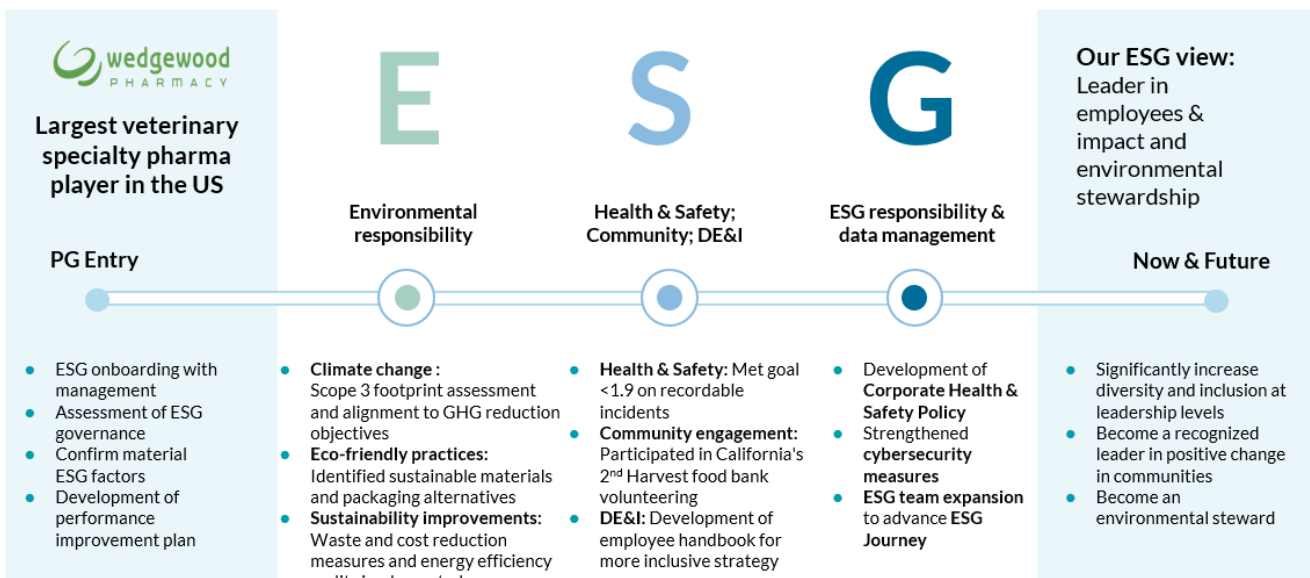 wedgewood
PHARMACY
Largest veterinary
specialty pharma
player in the US
PG Entry
● ESG onboarding with
management
● Assessment of ESG
governance
● Confirm material
ESG factors
● Development of
performance
improvement plan
E
Environmental
responsibility
● Climate change :
Scope 3 footprint assessment
and alignment to GHG reduction
objectives
● Eco-friendly practices:
Identified sustainable materials
and packaging alternatives
● Sustainability improvements:
Waste and cost reduction
measures and energy efficiency
S
Health & Safety;
Community; DE&I
● Health & Safety: Met goal
<1.9 on recordable
incidents
● Community engagement:
Participated in California's
2nd Harvest food bank
volunteering
● DE&I: Development of
employee handbook for
more inclusive strategy
G
ESG responsibility &
data management
● Development of
Corporate Health &
Safety Policy
● Strengthened
cybersecurity
measures
● ESG team expansion
to advance ESG
Journey
Our ESG view:
Leader in
employees &
impact and
environmental
stewardship
Now & Future
● Significantly increase
diversity and inclusion at
leadership levels
● Become a recognized
leader in positive change
in communities
● Become an
environmental steward